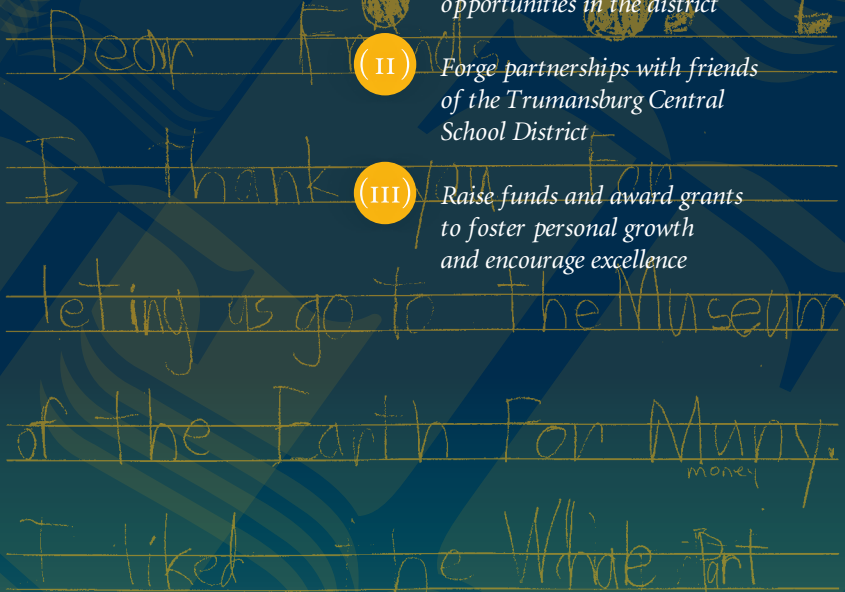 opportunities in the district
Dear Friends
(II) Forge partnerships with friends
of the Trumansburg Central
School District
I thank you For
(III) Raise funds and award grants
to foster personal growth
and encourage excellence
leting us go to the Museum
of the Earth For Muny.
money
I liked the Whale Part